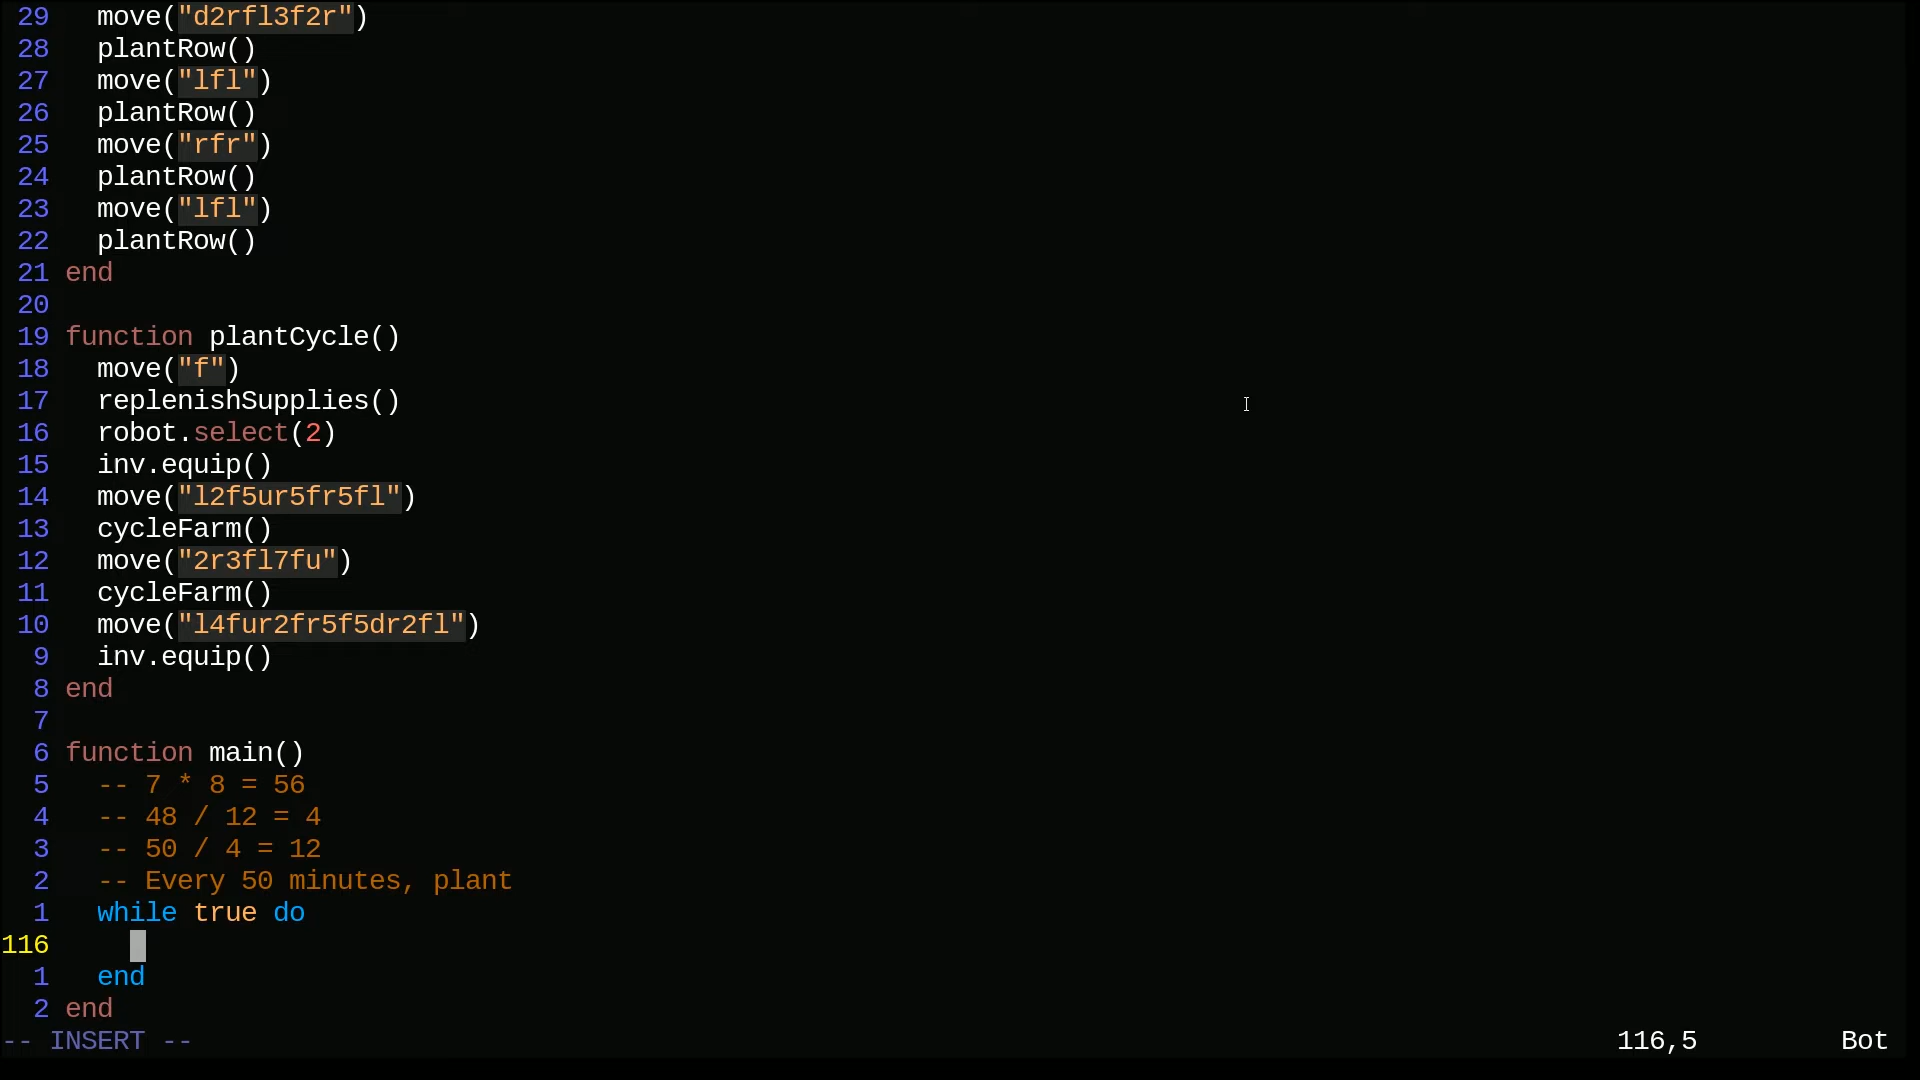 29   move("d2rfl3f2r")
28   plantRow()
27   move("lfl")
26   plantRow()
25   move("rfr")
24   plantRow()
23   move("lfl")
22   plantRow()
21 end
20
19 function plantCycle()
18   move("f")
17   replenishSupplies()
16   robot.select(2)
15   inv.equip()
14   move("l2f5ur5fr5fl")
13   cycleFarm()
12   move("2r3fl7fu")
11   cycleFarm()
10   move("l4fur2fr5f5dr2fl")
9   inv.equip()
8 end
7
6 function main()
5   -- 7 * 8 = 56
4   -- 48 / 12 = 4
3   -- 50 / 4 = 12
2   -- Every 50 minutes, plant
1   while true do
116
1   end
2 end
-- INSERT -- 116,5 Bot